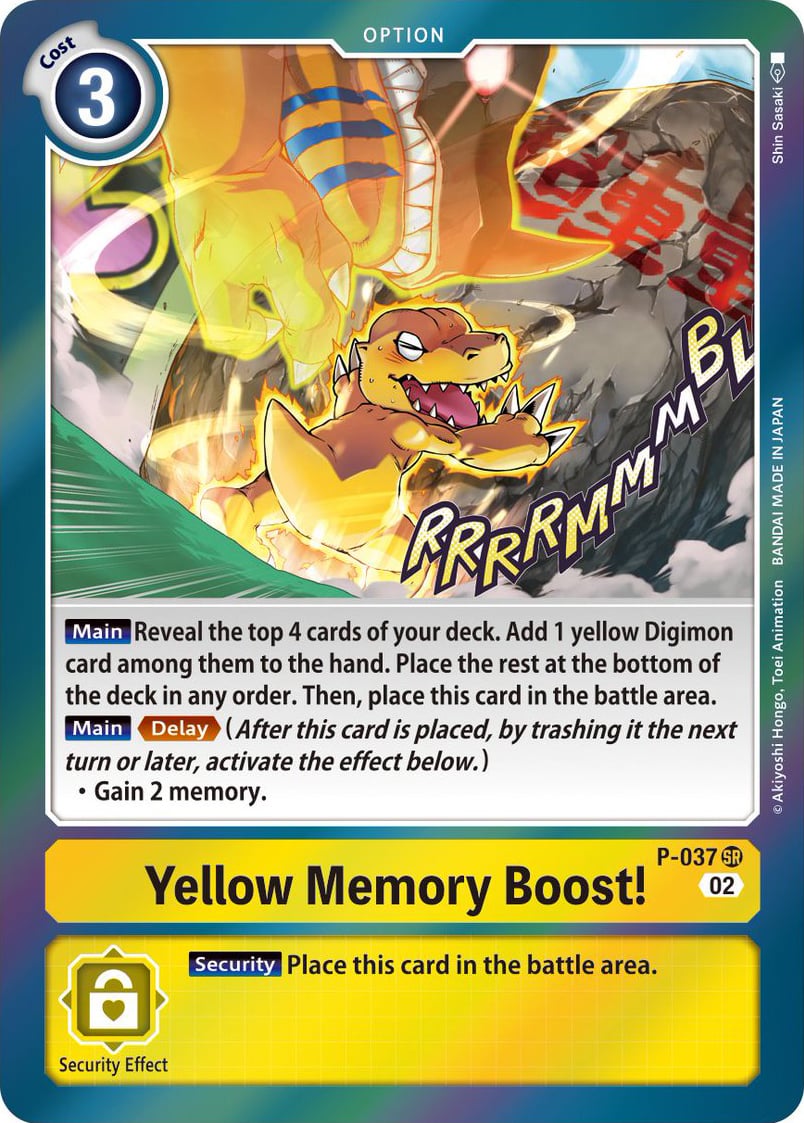 OPTION
Cost
3
Shin Sasaki
RRRRMMMMBL
Main Reveal the top 4 cards of your deck. Add 1 yellow Digimon
card among them to the hand. Place the rest at the bottom of
the deck in any order. Then, place this card in the battle area.
Main Delay (After this card is placed, by trashing it the next
turn or later, activate the effect below.)
・Gain 2 memory.
©Akiyoshi Hongo, Toei Animation BANDAI MADE IN JAPAN
P-037 SR
Yellow Memory Boost!
02
Security Place this card in the battle area.
Security Effect